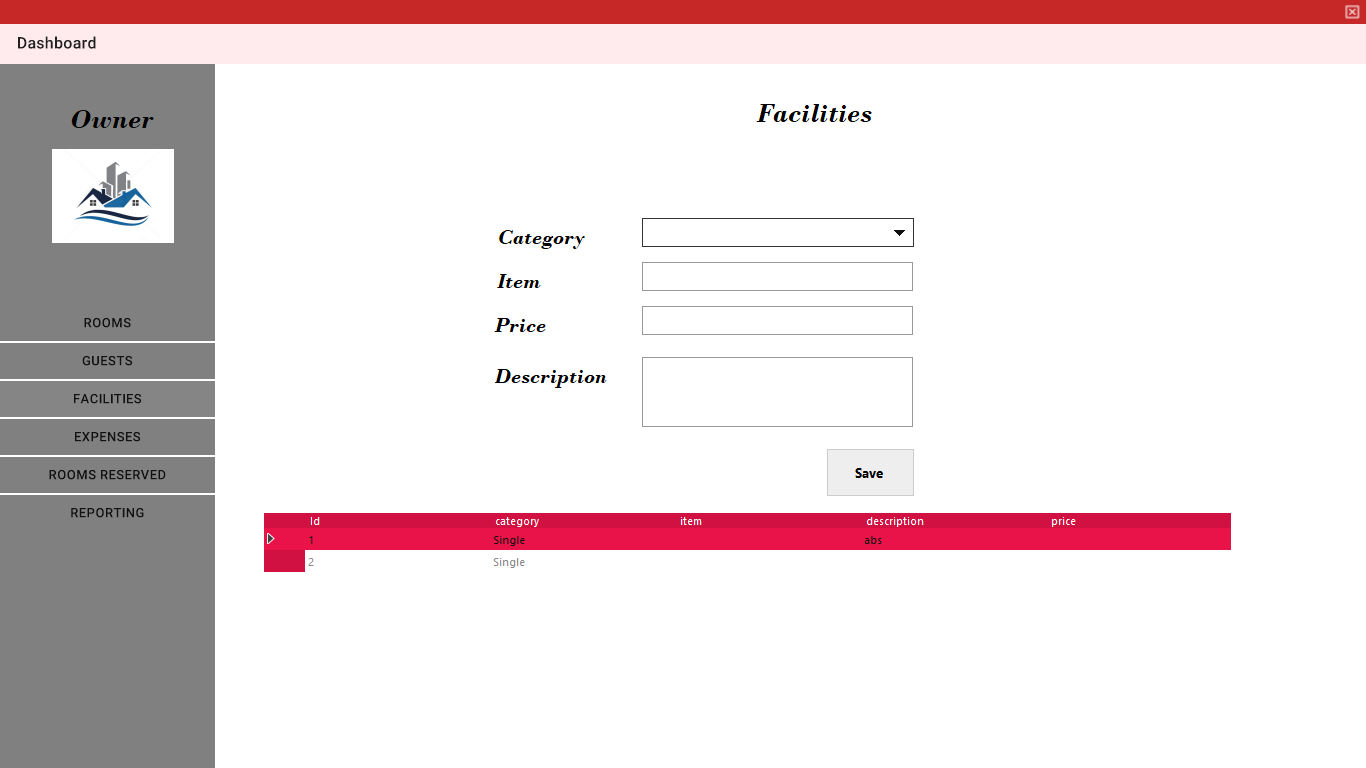 Dashboard
Owner
Facilities
Category
Item
Price
Description
Save
ROOMS
GUESTS
FACILITIES
EXPENSES
ROOMS RESERVED
REPORTING
Id category item description price
1 Single abs
2 Single